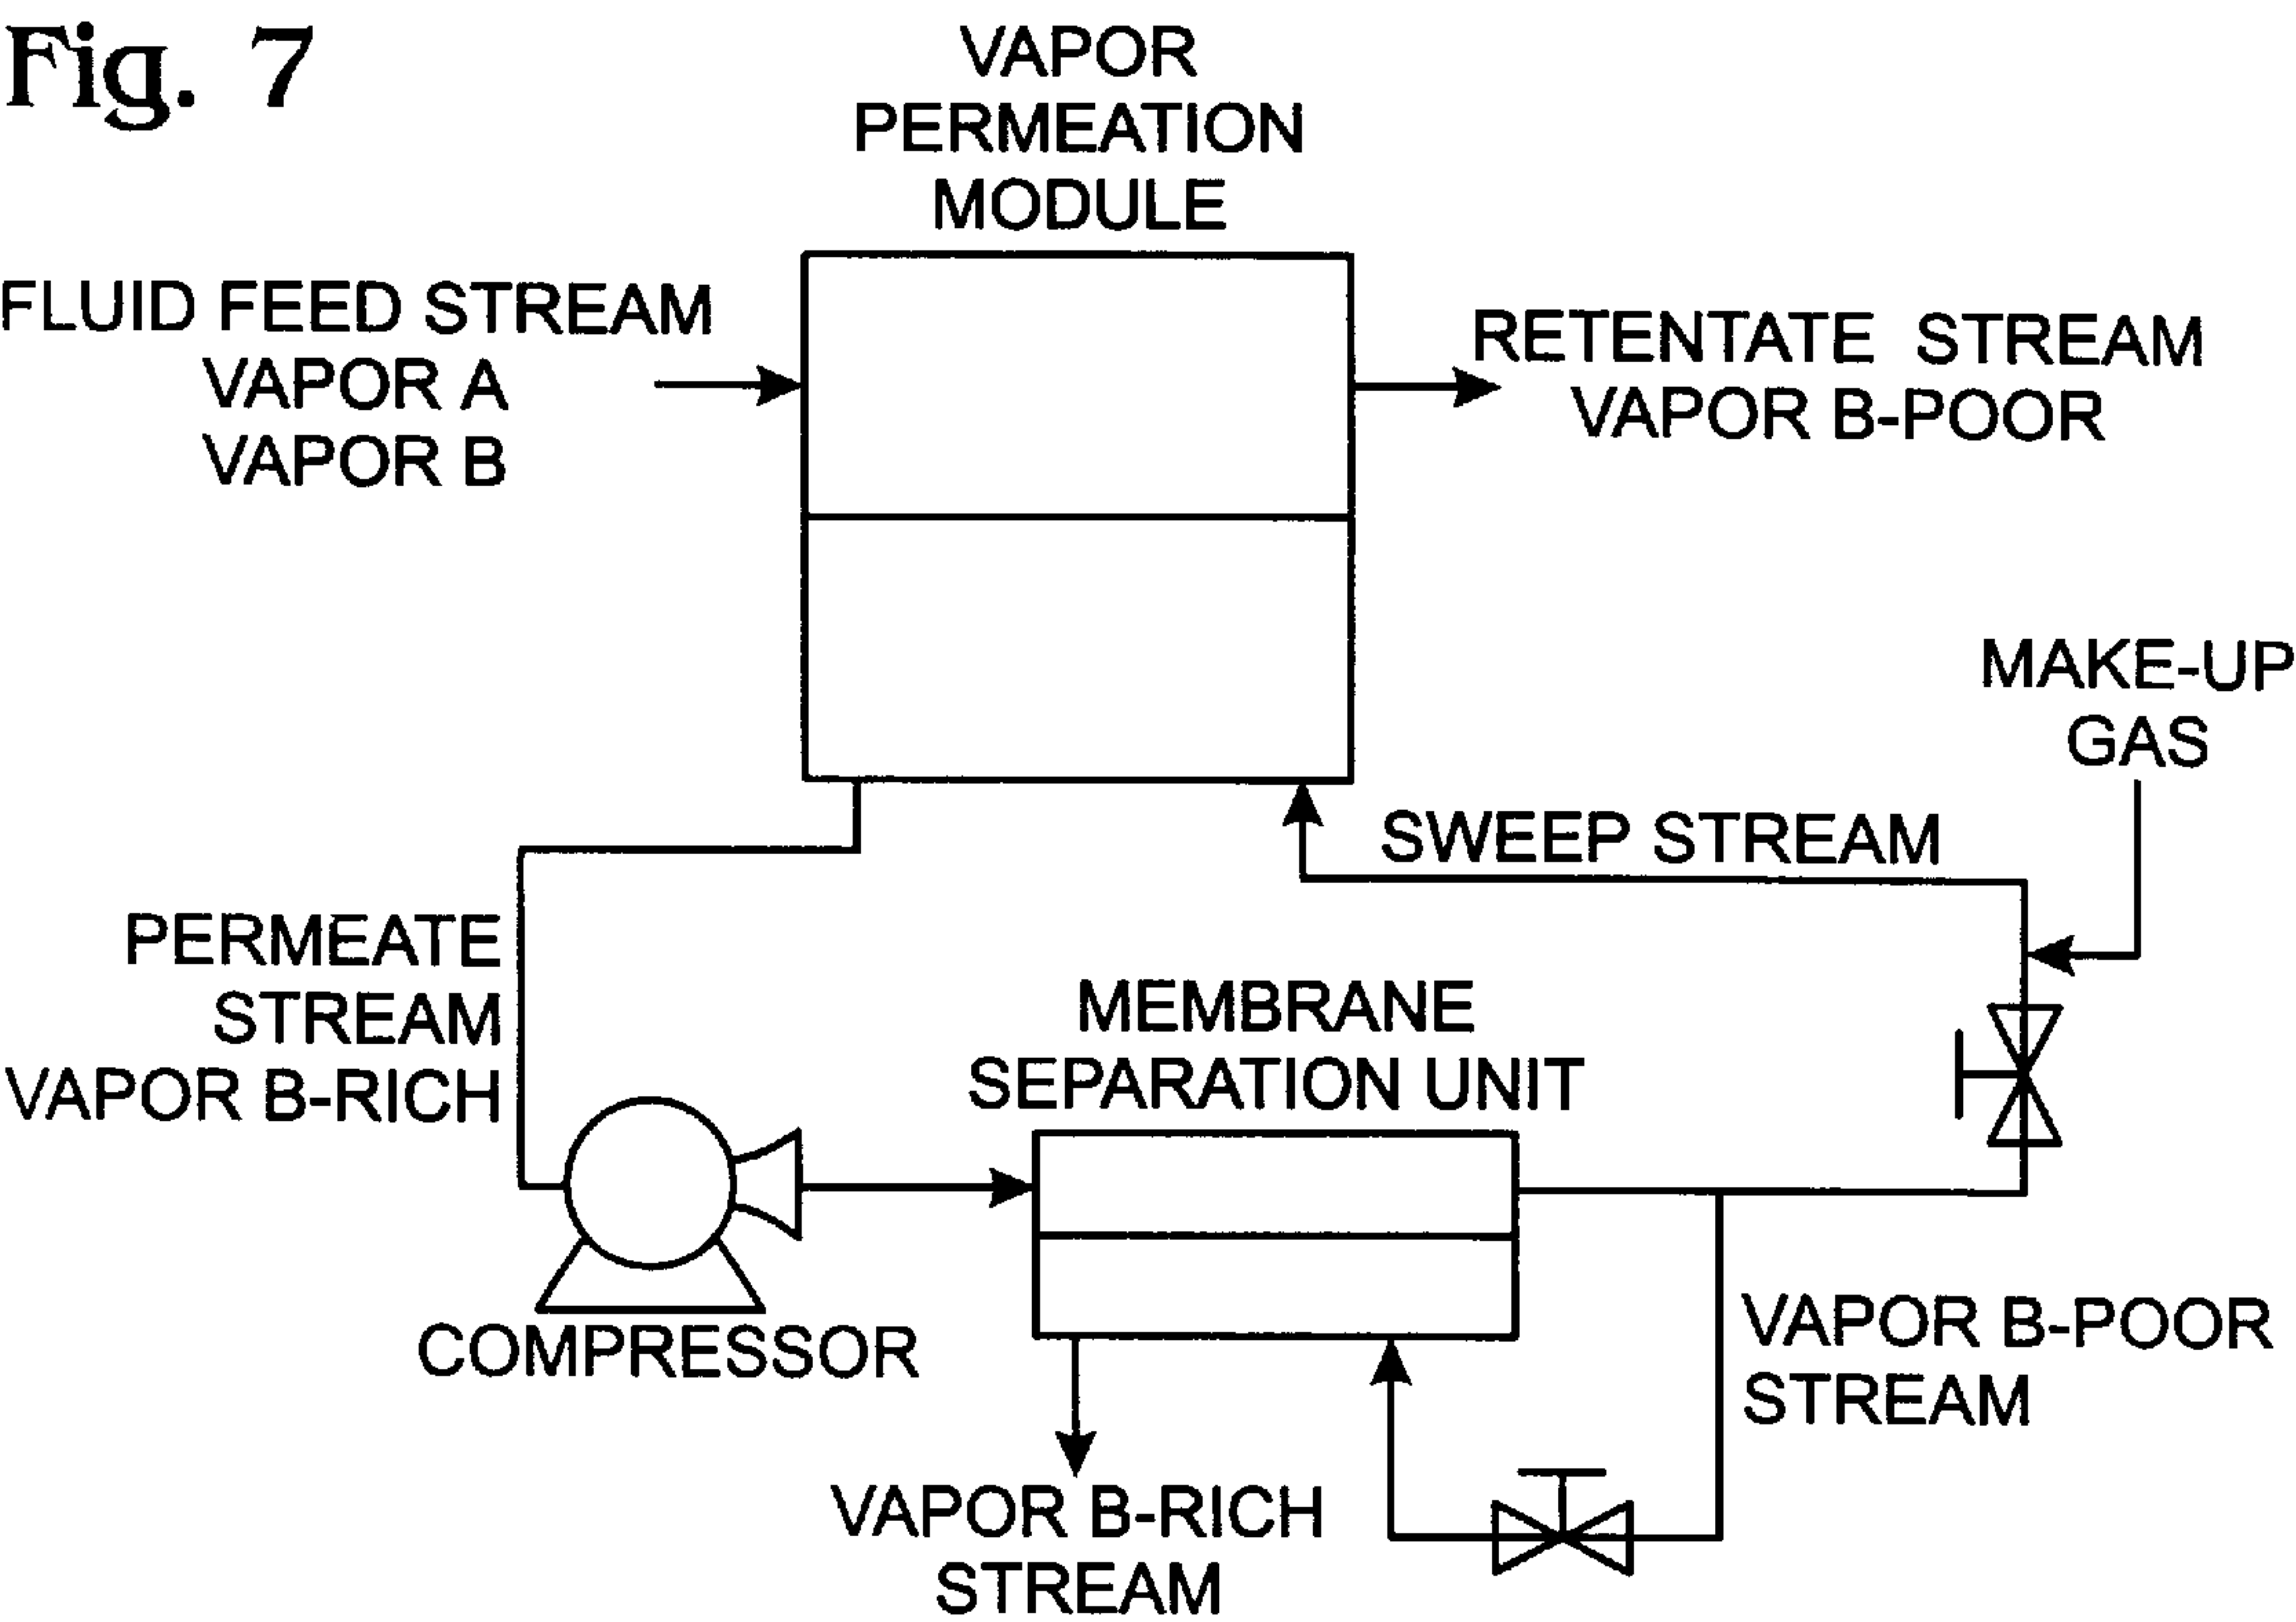 Fig. 7
VAPOR
PERMEATION
MODULE
FLUID FEED STREAM
VAPOR A
VAPOR B
RETENTATE STREAM
VAPOR B-POOR
MAKE-UP
GAS
SWEEP STREAM
PERMEATE
STREAM
VAPOR B-RICH
MEMBRANE
SEPARATION UNIT
COMPRESSOR
VAPOR B-POOR
STREAM
VAPOR B-RICH
STREAM